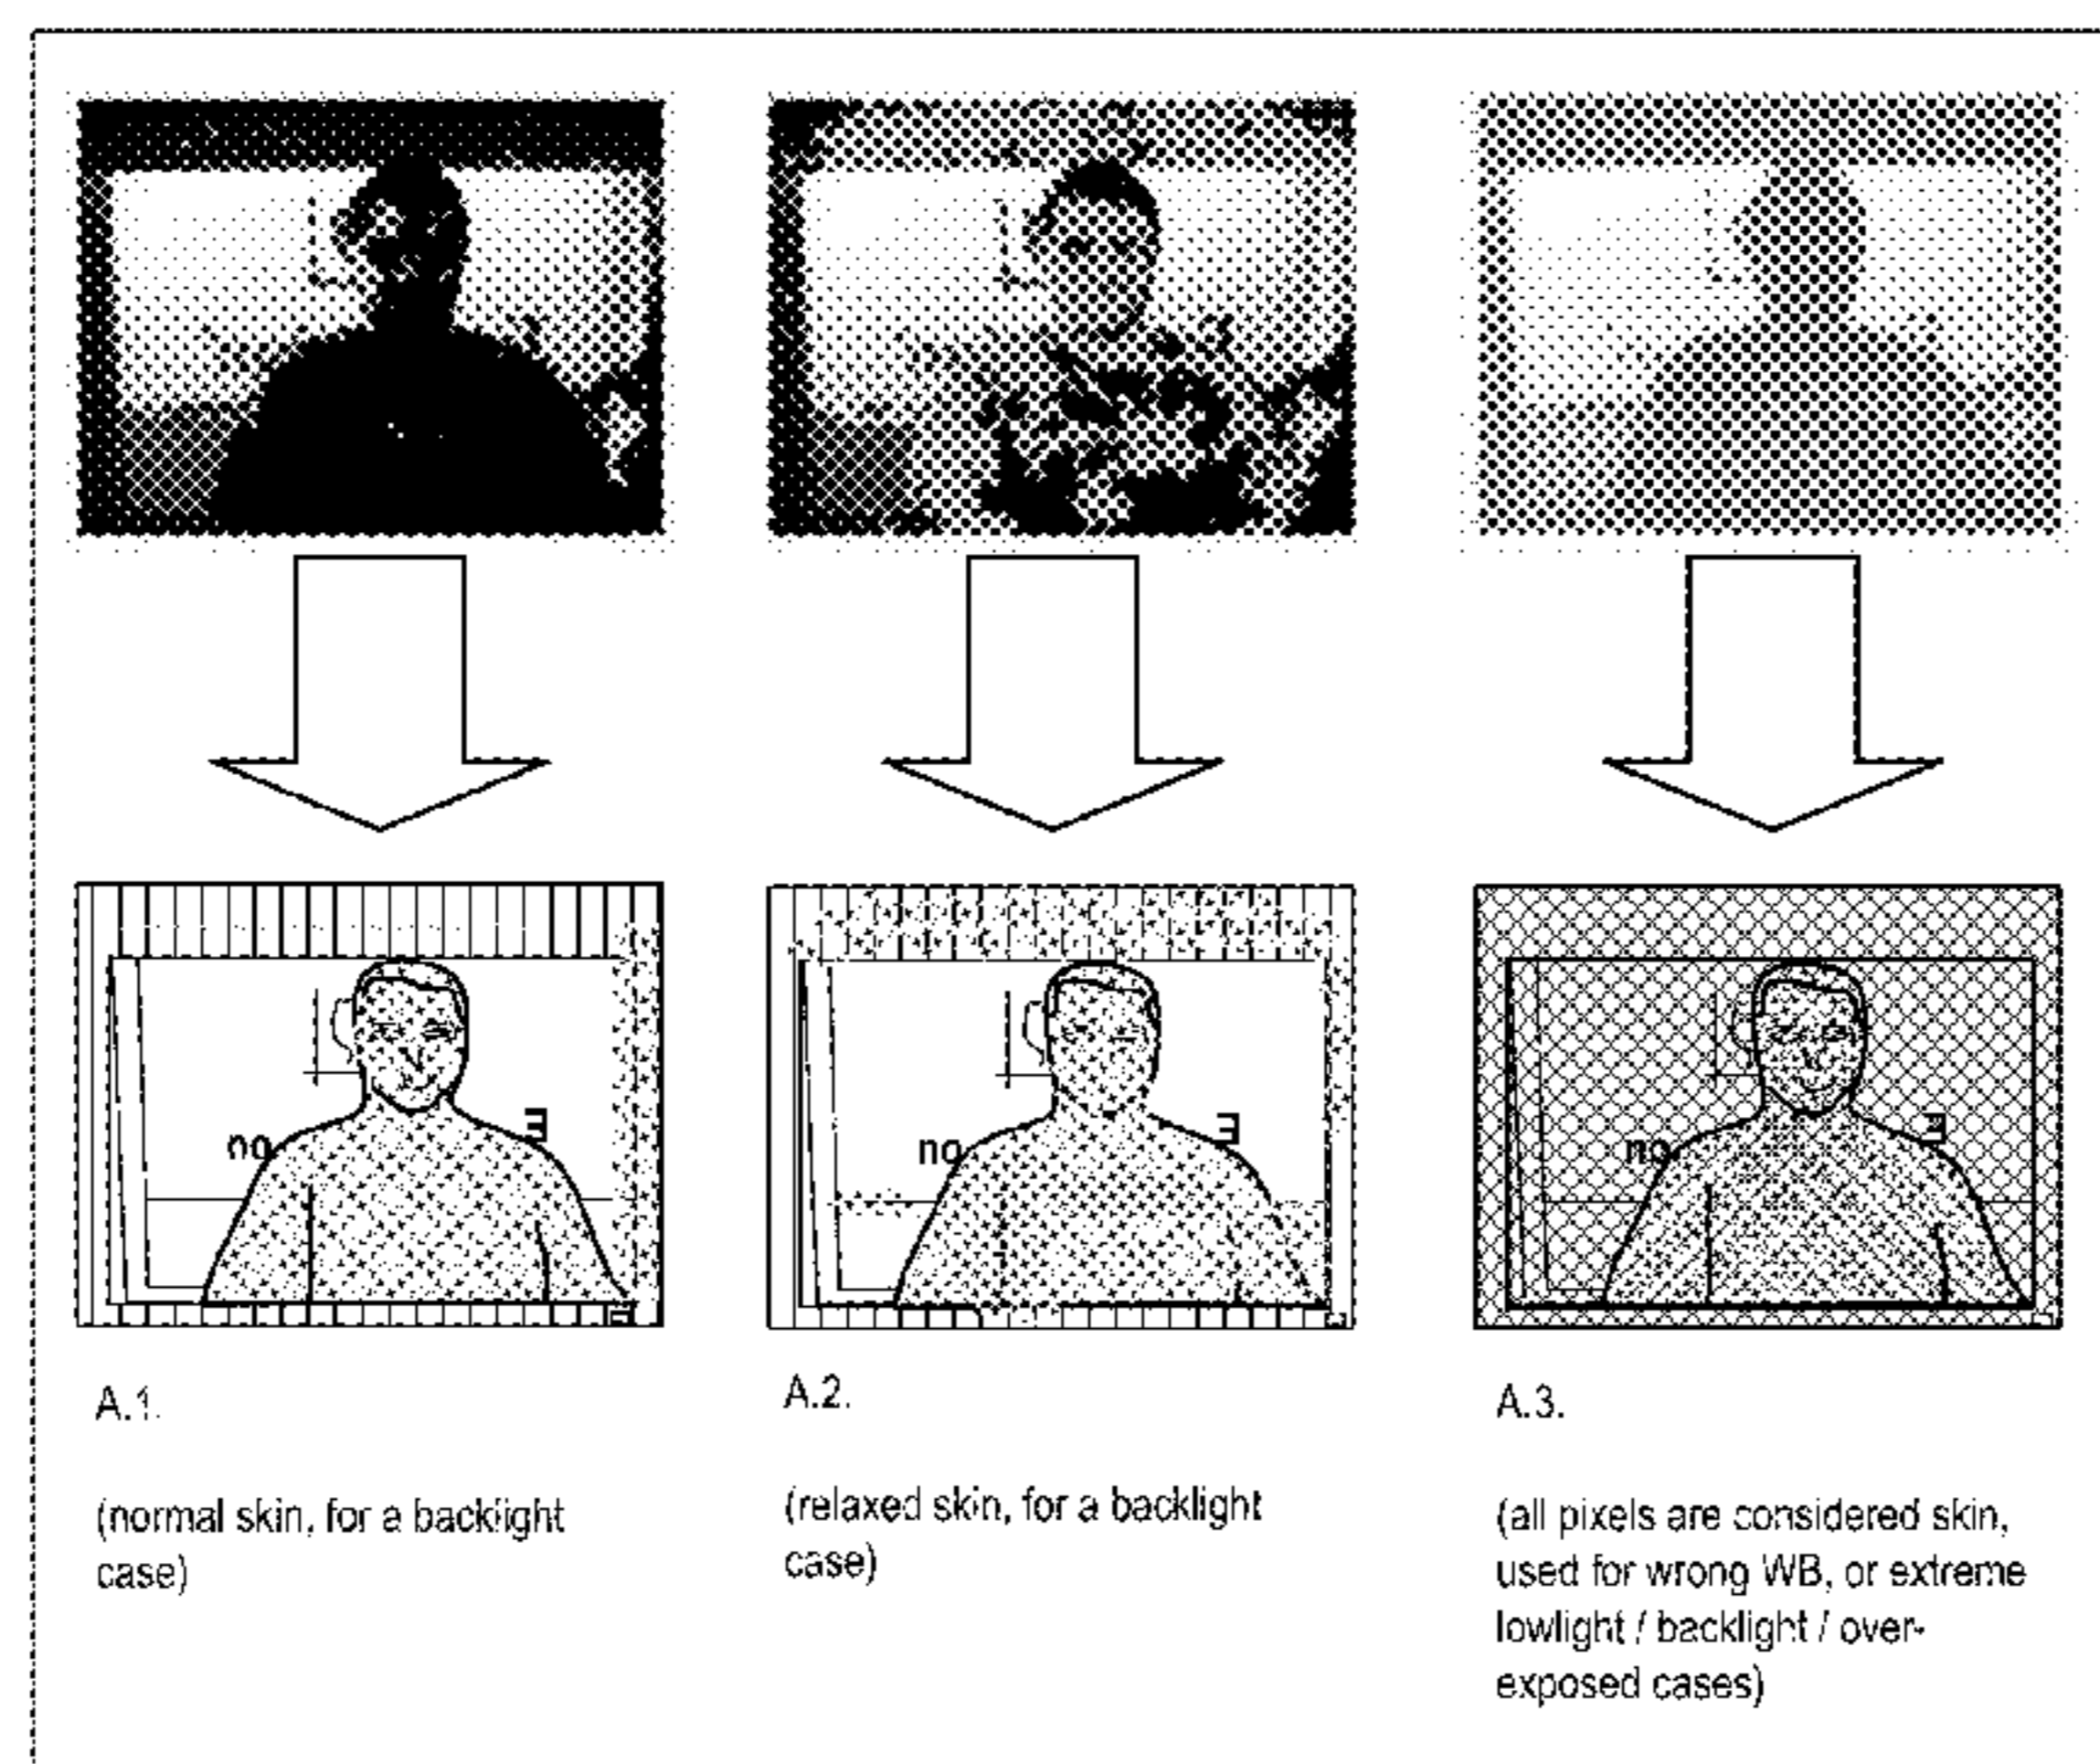 no
E
no
E
no
E
A.1.
(normal skin, for a backlight
case)
A.2.
(relaxed skin, for a backlight
case)
A.3.
(all pixels are considered skin,
used for wrong WB, or extreme
lowlight / backlight / over-
exposed cases)